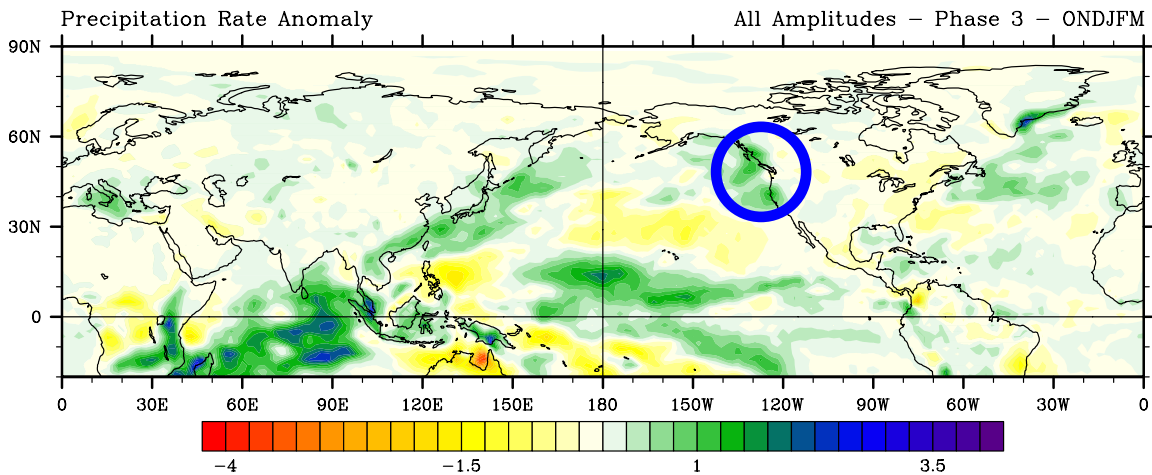 Precipitation Rate Anomaly
All Amplitudes − Phase 3 − ONDJFM
90N
60N
30N
0
0 30E 60E 90E 120E 150E 180 150W 120W 90W 60W 30W 0
−4 −1.5 1 3.5